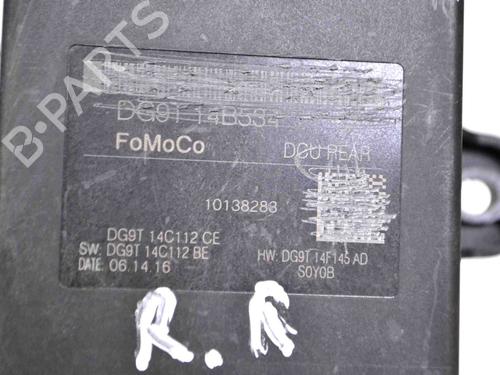 DG9T 14B534
FoMoCo DCU REAR
10138283
DG9T 14C112 CE
SW: DG9T 14C112 BE HW: DG9T 14F145 AD
DATE: 06.14.16 S0Y0B
R. R